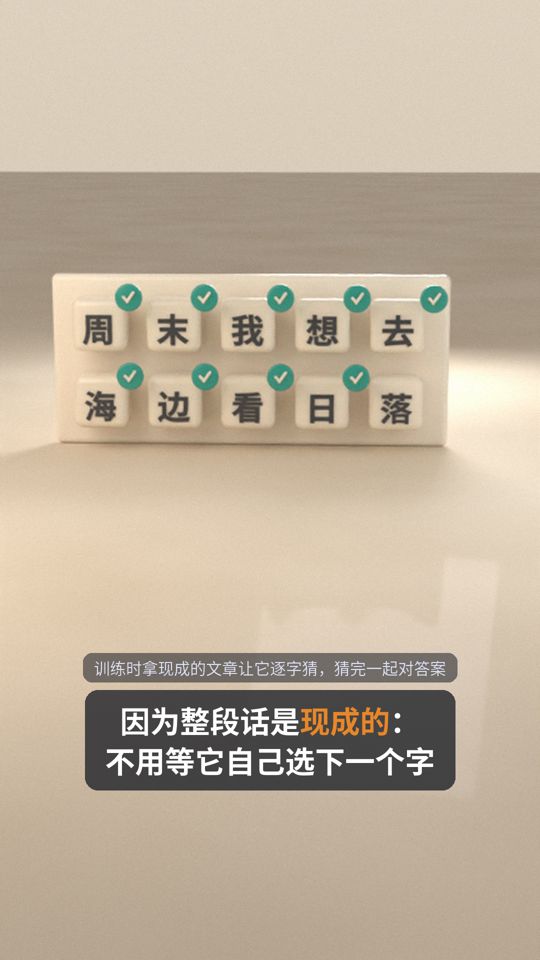 周末我想去
海边看日落
训练时拿现成的文章让它逐字猜，猜完一起对答案
因为整段话是现成的：
不用等它自己选下一个字